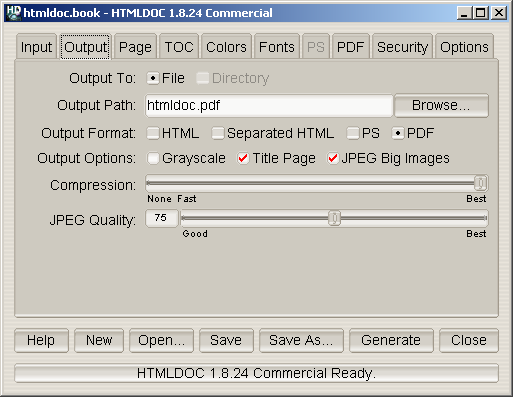 HD htmldoc.book - HTMLDOC 1.8.24 Commercial
Input Output Page TOC Colors Fonts PS PDF Security Options
Output To: File Directory
Output Path: htmldoc.pdf Browse...
Output Format: HTML Separated HTML PS PDF
Output Options: Grayscale Title Page JPEG Big Images
Compression:
None Fast Best
JPEG Quality: 75
Good Best
Help New Open... Save Save As... Generate Close
HTMLDOC 1.8.24 Commercial Ready.